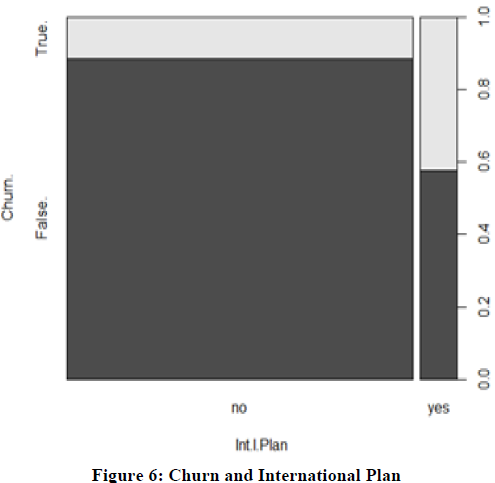 Churn.
True.
False.
1.0
0.8
0.6
0.4
0.2
0.0
no
yes
Int.l.Plan
Figure 6: Churn and International Plan